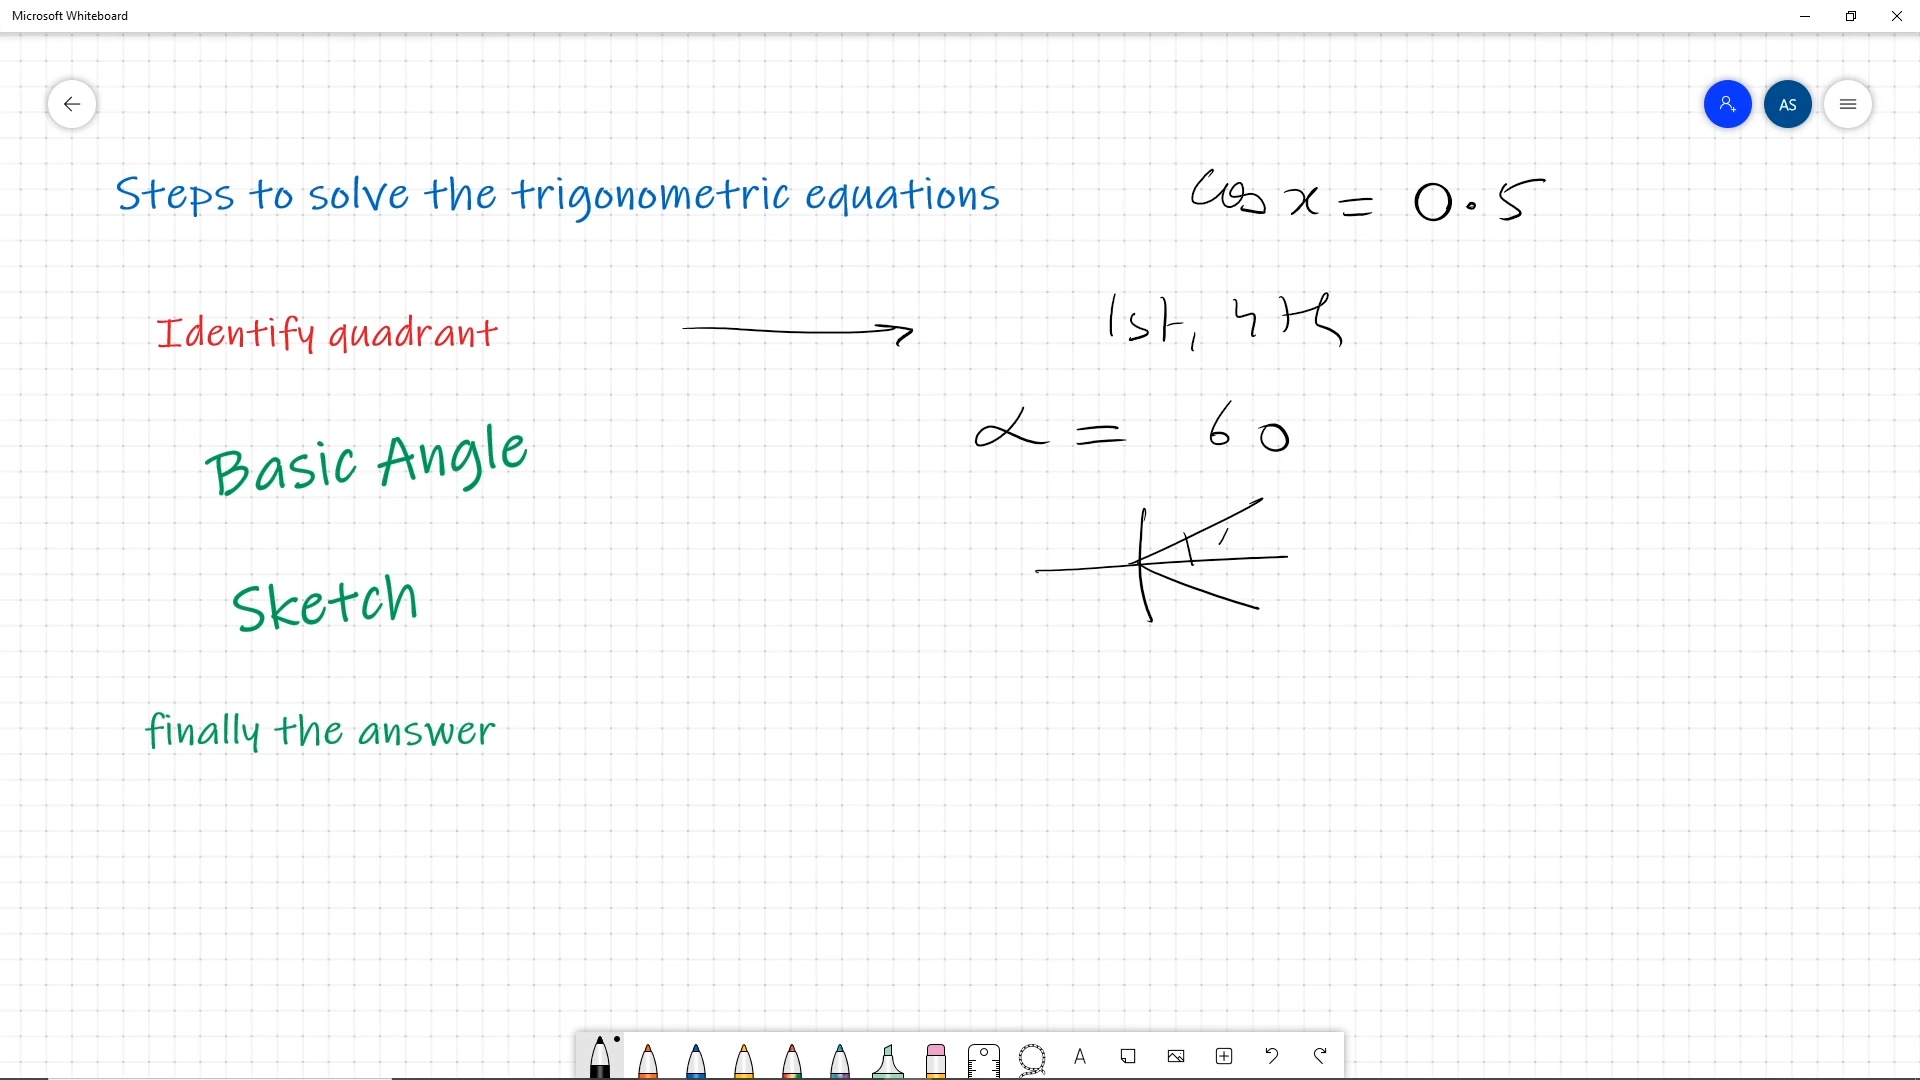 Microsoft Whiteboard
AS
Steps to solve the trigonometric equations
cos x = 0.5
Identify quadrant
1st, 4th
Basic Angle
α = 60
Sketch
finally the answer